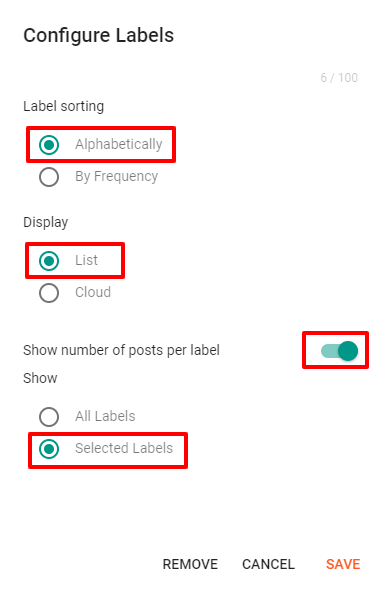 Configure Labels
6 / 100
Label sorting
Alphabetically
By Frequency
Display
List
Cloud
Show number of posts per label
Show
All Labels
Selected Labels
REMOVE CANCEL SAVE